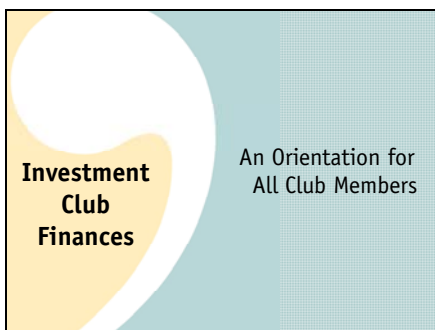 Investment
Club
Finances
An Orientation for
All Club Members